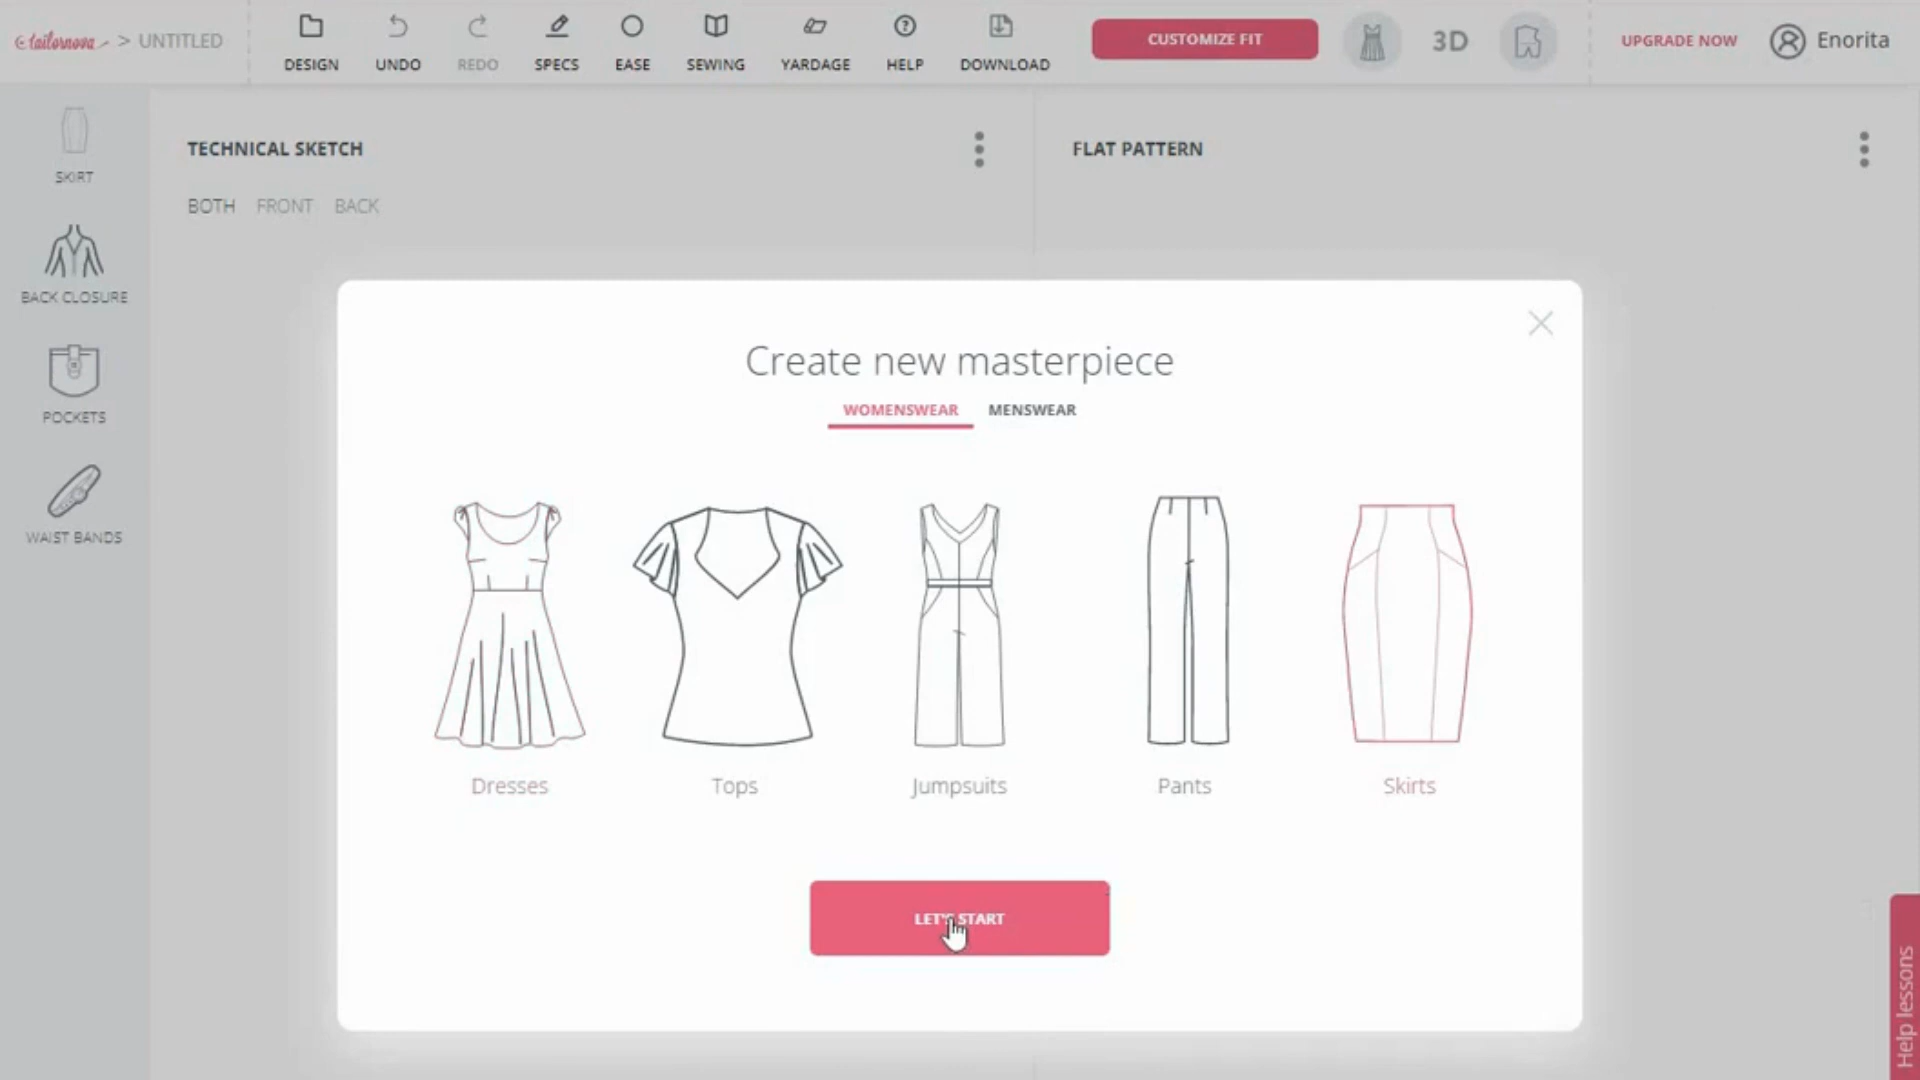 tailornova > UNTITLED
DESIGN UNDO REDO SPECS EASE SEWING YARDAGE HELP DOWNLOAD
CUSTOMIZE FIT
3D
UPGRADE NOW
Enorita
SKIRT
BACK CLOSURE
POCKETS
WAIST BANDS
TECHNICAL SKETCH
BOTH FRONT BACK
FLAT PATTERN
Create new masterpiece
WOMENSWEAR MENSWEAR
Dresses Tops Jumpsuits Pants Skirts
LET'S START
Help lessons